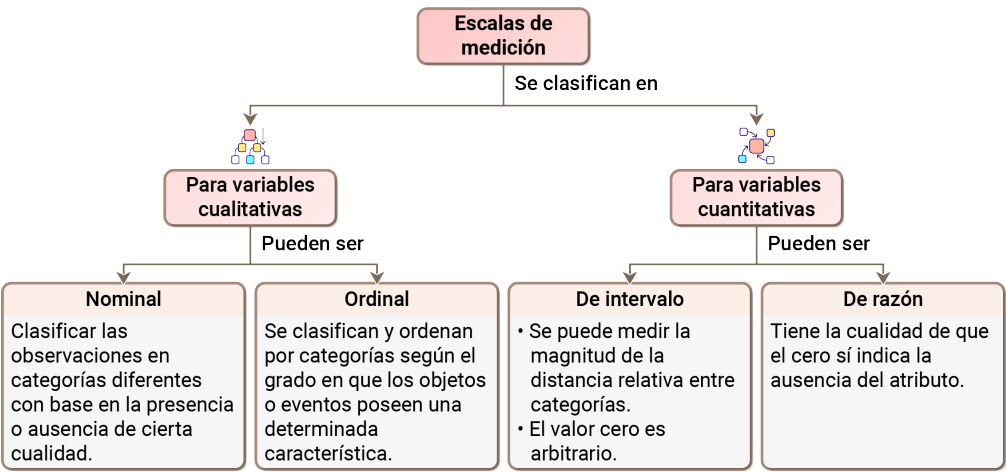 Escalas de
medición
Se clasifican en
Para variables
cualitativas
Pueden ser
Nominal
Clasificar las
observaciones en
categorías diferentes
con base en la presencia
o ausencia de cierta
cualidad.
Ordinal
Se clasifican y ordenan
por categorías según el
grado en que los objetos
o eventos poseen una
determinada
característica.
Para variables
cuantitativas
Pueden ser
De intervalo
• Se puede medir la
magnitud de la
distancia relativa entre
categorías.
• El valor cero es
arbitrario.
De razón
Tiene la cualidad de que
el cero sí indica la
ausencia del atributo.